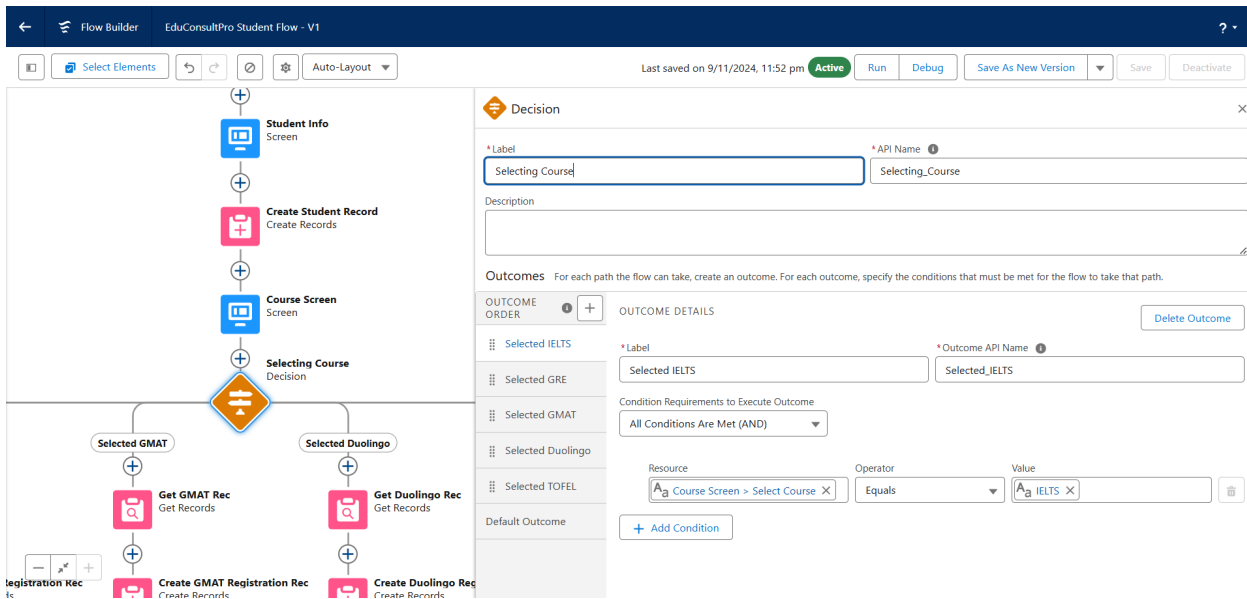 Flow Builder
EduConsultPro Student Flow - V1
?
Select Elements
Auto-Layout
Last saved on 9/11/2024, 11:52 pm
Active
Run
Debug
Save As New Version
Save
Deactivate
Student Info
Screen
Create Student Record
Create Records
Course Screen
Screen
Selecting Course
Decision
Selected GMAT
Selected Duolingo
Get GMAT Rec
Get Records
Get Duolingo Rec
Get Records
Registration Rec
ds
Create GMAT Registration Rec
Create Records
Create Duolingo Reg
Create Records
Decision
* Label
Selecting Course
* API Name
Selecting_Course
Description
Outcomes For each path the flow can take, create an outcome. For each outcome, specify the conditions that must be met for the flow to take that path.
OUTCOME
ORDER
Selected IELTS
Selected GRE
Selected GMAT
Selected Duolingo
Selected TOFEL
Default Outcome
OUTCOME DETAILS
Delete Outcome
* Label
Selected IELTS
* Outcome API Name
Selected_IELTS
Condition Requirements to Execute Outcome
All Conditions Are Met (AND)
Resource
Aa Course Screen > Select Course
Operator
Equals
Value
Aa IELTS
+ Add Condition